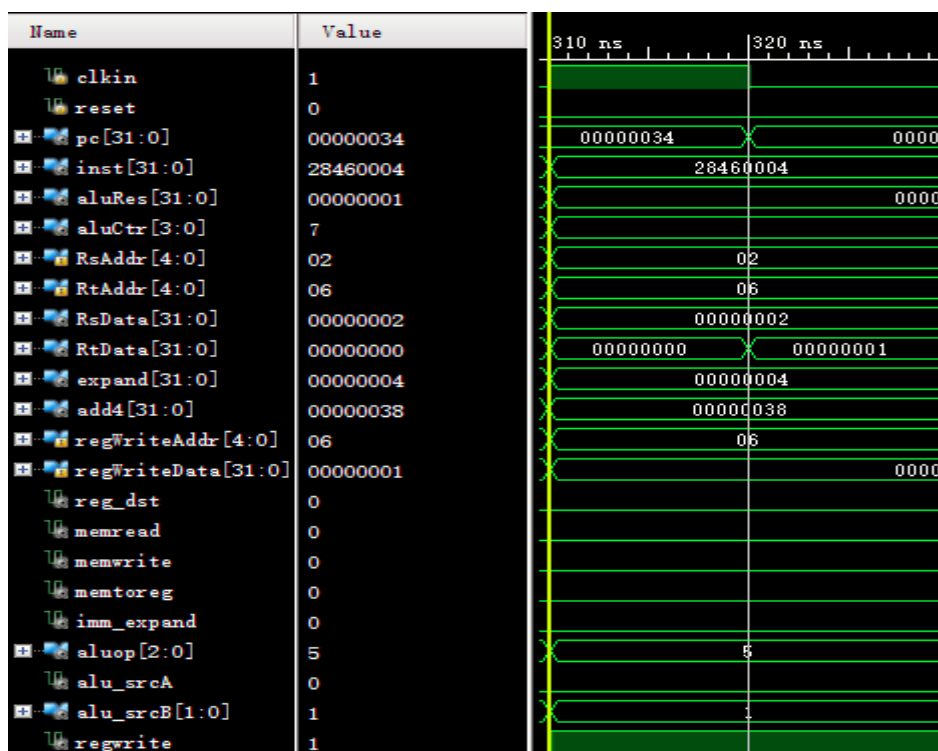 Name Value 310 ns 320 ns
clkin 1
reset 0
pc[31:0] 00000034 00000034 0000
inst[31:0] 28460004 28460004
aluRes[31:0] 00000001 0000
aluCtr[3:0] 7
RsAddr[4:0] 02 02
RtAddr[4:0] 06 06
RsData[31:0] 00000002 00000002
RtData[31:0] 00000000 00000000 00000001
expand[31:0] 00000004 00000004
add4[31:0] 00000038 00000038
regWriteAddr[4:0] 06 06
regWriteData[31:0] 00000001 0000
reg_dst 0
memread 0
memwrite 0
memtoreg 0
imm_expand 0
aluop[2:0] 5 5
alu_srcA 0
alu_srcB[1:0] 1 1
regwrite 1